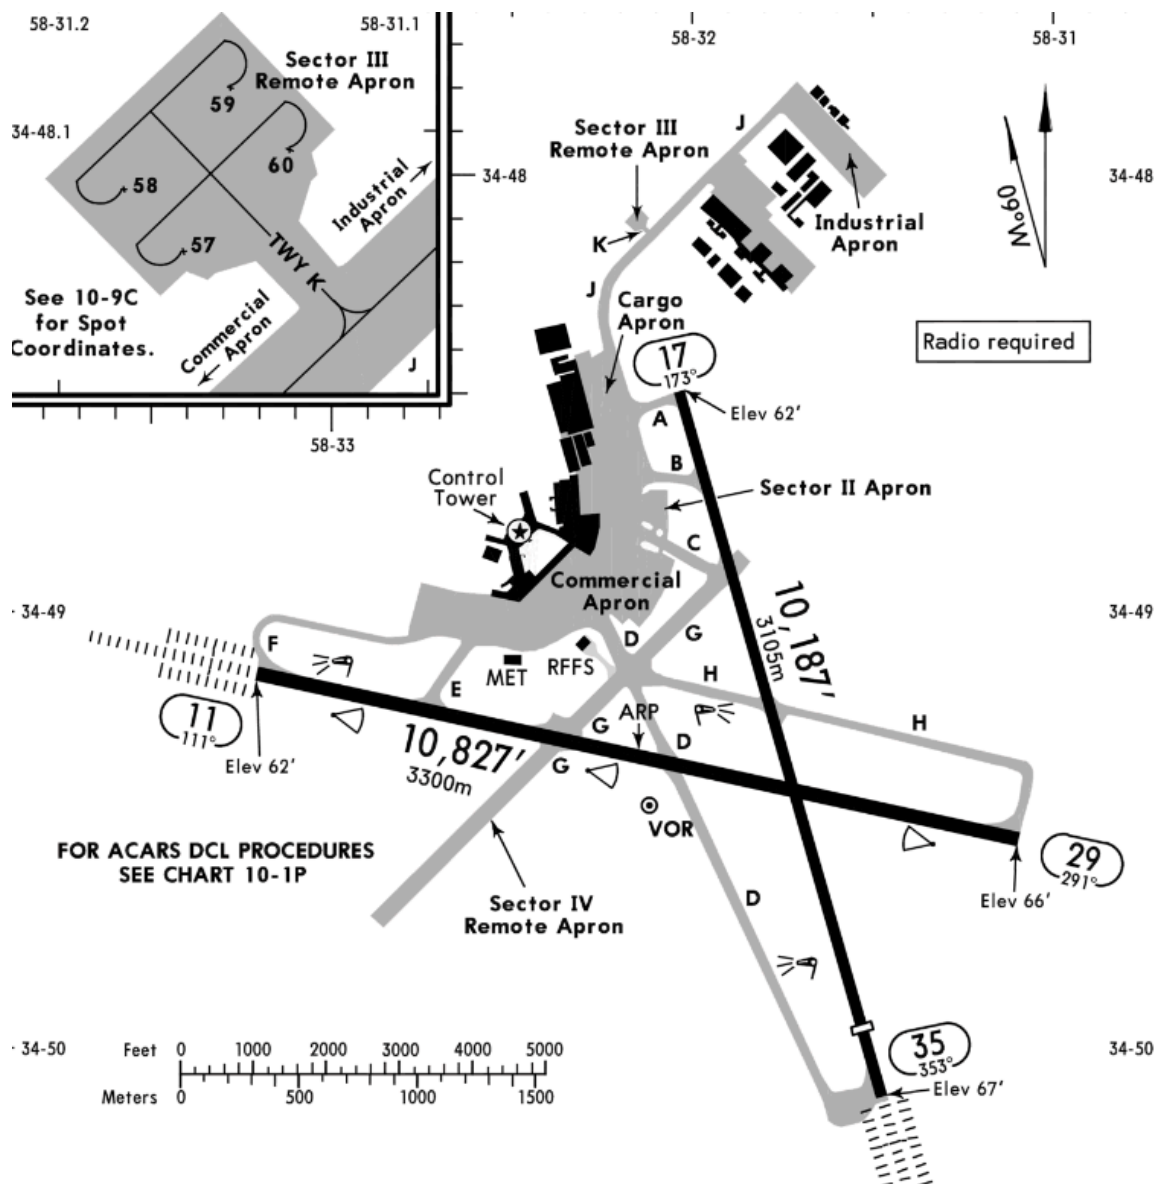 58-31.2
58-31.1
58-32
58-31
Sector III
Remote Apron
59
34-48.1
60
58
57
Industrial
Apron
TWY K
See 10-9C
for Spot
Coordinates.
Commercial
Apron
J
58-33
34-48
34-48
Sector III
Remote Apron
J
K
Industrial
Apron
09°W
J
Cargo
Apron
Radio required
17
173°
Elev 62'
A
B
Control
Tower
Sector II Apron
C
Commercial
Apron
34-49
34-49
10,187'
3105m
F
D
G
MET
RFFS
E
H
H
G
ARP
D
11
111°
Elev 62'
10,827'
3300m
G
VOR
FOR ACARS DCL PROCEDURES
SEE CHART 10-1P
29
291°
Elev 66'
Sector IV
Remote Apron
D
34-50
34-50
Feet 0 1000 2000 3000 4000 5000
Meters 0 500 1000 1500
35
353°
Elev 67'